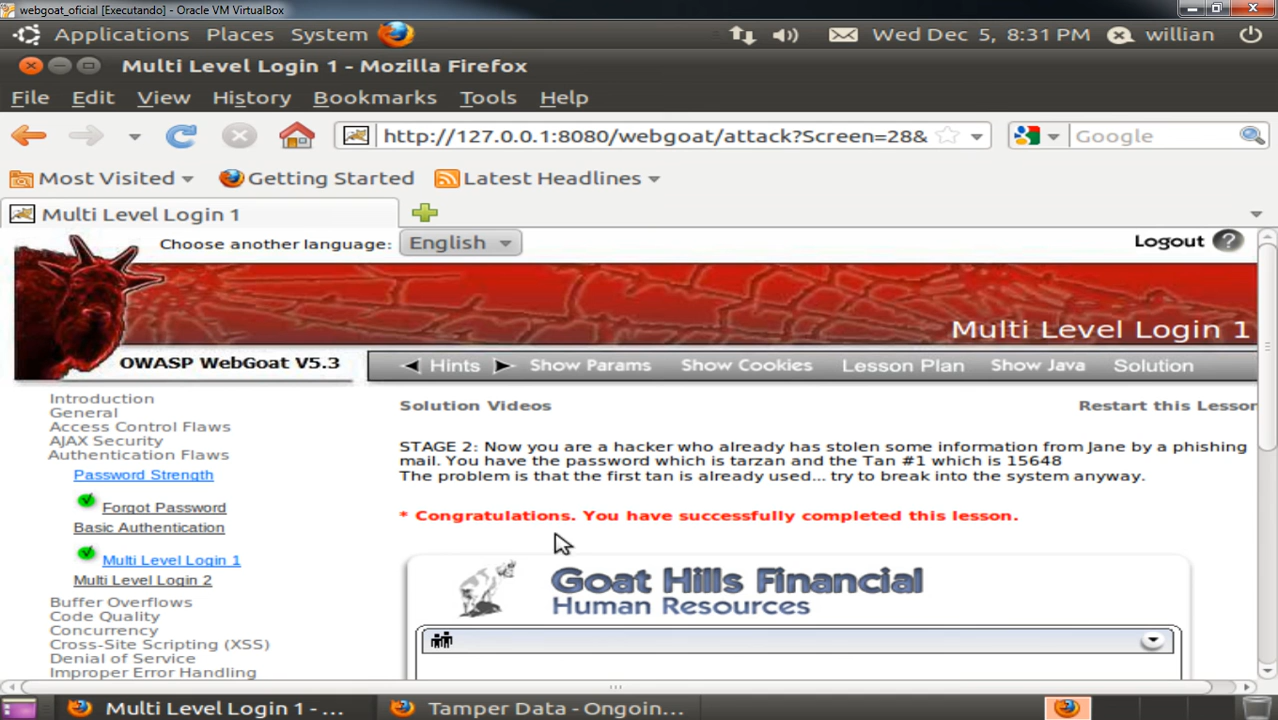 webgoat_oficial [Executando] - Oracle VM VirtualBox
Applications Places System Wed Dec 5, 8:31 PM willian
Multi Level Login 1 - Mozilla Firefox
File Edit View History Bookmarks Tools Help
http://127.0.0.1:8080/webgoat/attack?Screen=28& Google
Most Visited Getting Started Latest Headlines
Multi Level Login 1
Choose another language: English Logout ?
Multi Level Login 1
OWASP WebGoat V5.3 Hints Show Params Show Cookies Lesson Plan Show Java Solution
Introduction
General
Access Control Flaws
AJAX Security
Authentication Flaws
Password Strength
Forgot Password
Basic Authentication
Multi Level Login 1
Multi Level Login 2
Buffer Overflows
Code Quality
Concurrency
Cross-Site Scripting (XSS)
Denial of Service
Improper Error Handling
Solution Videos Restart this Lesson
STAGE 2: Now you are a hacker who already has stolen some information from Jane by a phishing
mail. You have the password which is tarzan and the Tan #1 which is 15648
The problem is that the first tan is already used... try to break into the system anyway.
* Congratulations. You have successfully completed this lesson.
Goat Hills Financial
Human Resources
Multi Level Login 1 - ... Tamper Data - Ongoin...